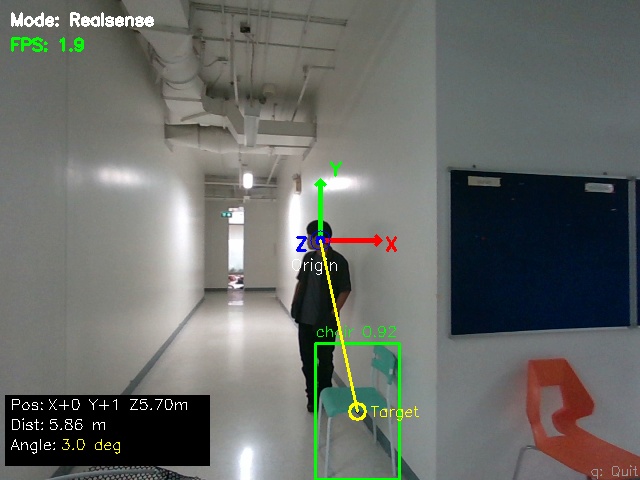 Mode: Realsense
FPS: 1.9
Y
Z
X
Origin
chair 0.92
Target
Pos: X+0 Y+1 Z5.70m
Dist: 5.86 m
Angle: 3.0 deg
q: Quit